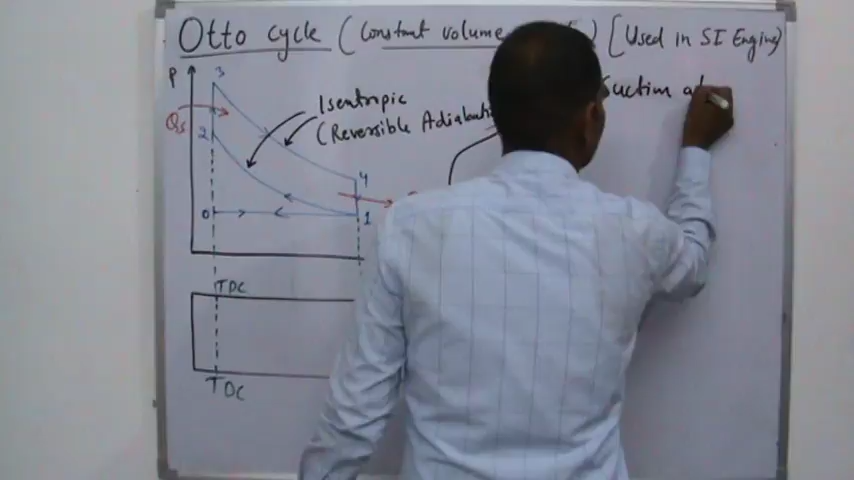 Otto cycle (Constant volume ) [Used in SI Engine)
P 3
Suction
Isentropic
(Reversible Adiabatic
Qs
2
4
0
1
TDC
TDC